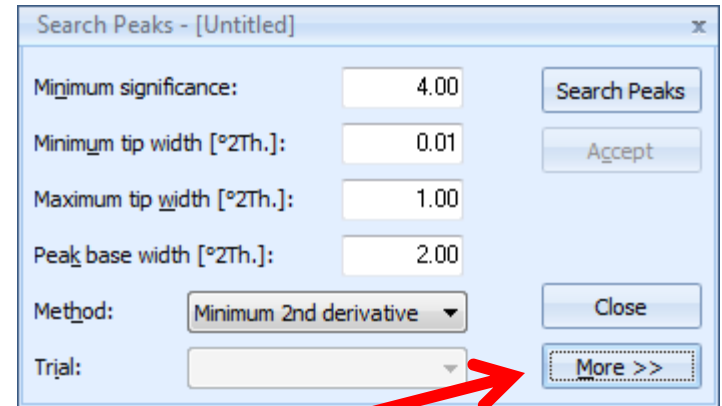 Search Peaks - [Untitled] x
Minimum significance: 4.00 Search Peaks
Minimum tip width [°2Th.]: 0.01 Accept
Maximum tip width [°2Th.]: 1.00
Peak base width [°2Th.]: 2.00
Method: Minimum 2nd derivative Close
Trial: More >>